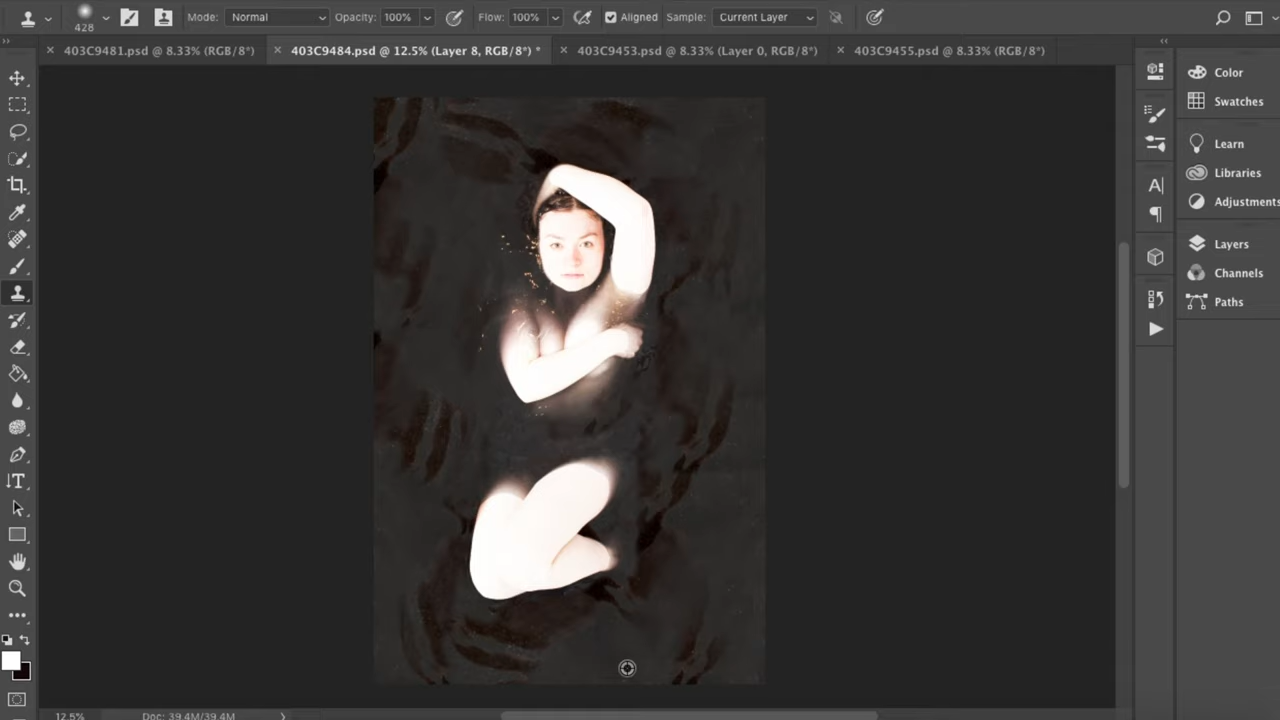 428 Mode: Normal Opacity: 100% Flow: 100% Aligned Sample: Current Layer
403C9481.psd @ 8.33% (RGB/8*) 403C9484.psd @ 12.5% (Layer 8, RGB/8*) * 403C9453.psd @ 8.33% (Layer 0, RGB/8*) 403C9455.psd @ 8.33% (RGB/8*)
Color
Swatches
Learn
Libraries
Adjustments
Layers
Channels
Paths
12.5% Doc: 39.4M/39.4M